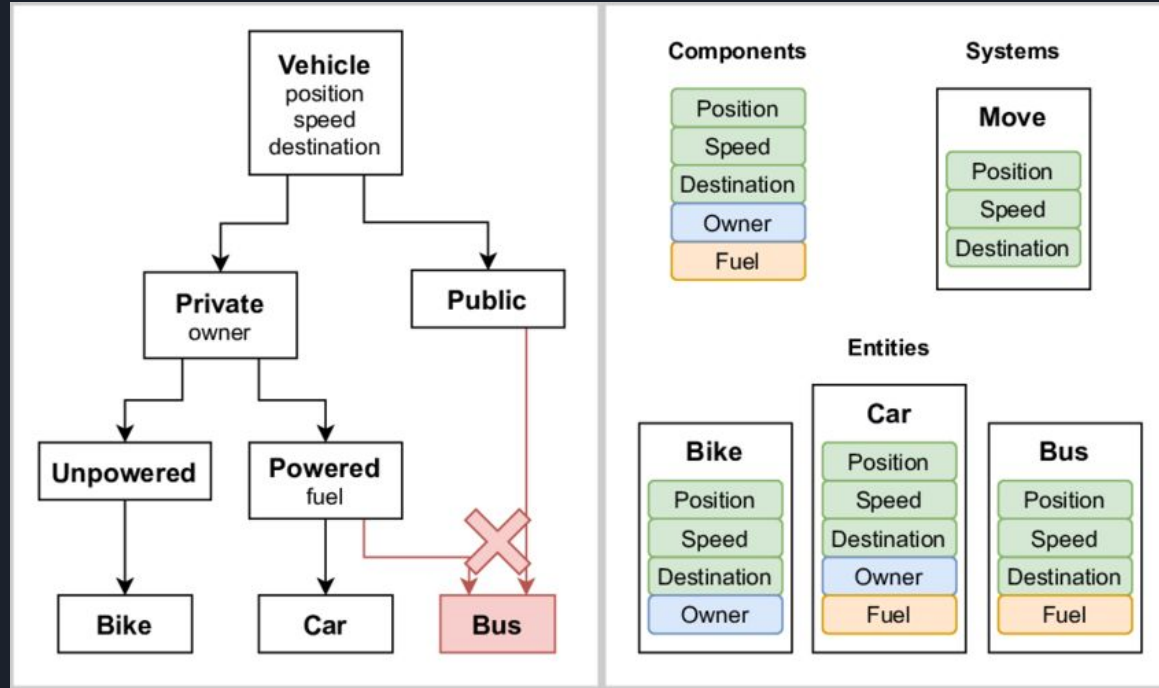 Vehicle
position
speed
destination
Private
owner
Public
Unpowered
Powered
fuel
Bike
Car
Bus
Components
Position
Speed
Destination
Owner
Fuel
Systems
Move
Position
Speed
Destination
Entities
Bike
Position
Speed
Destination
Owner
Car
Position
Speed
Destination
Owner
Fuel
Bus
Position
Speed
Destination
Fuel